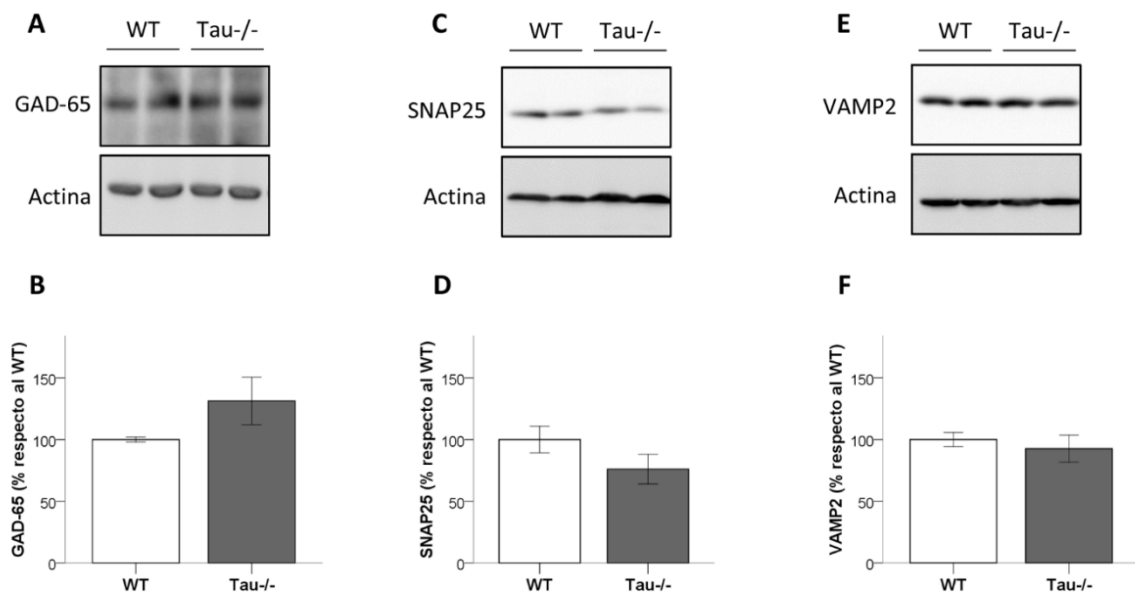 A
WT Tau-/-
GAD-65
Actina
B
GAD-65 (% respecto al WT)
150
100
50
0
WT Tau-/-
C
WT Tau-/-
SNAP25
Actina
D
SNAP25 (% respecto al WT)
150
100
50
0
WT Tau-/-
E
WT Tau-/-
VAMP2
Actina
F
VAMP2 (% respecto al WT)
150
100
50
0
WT Tau-/-